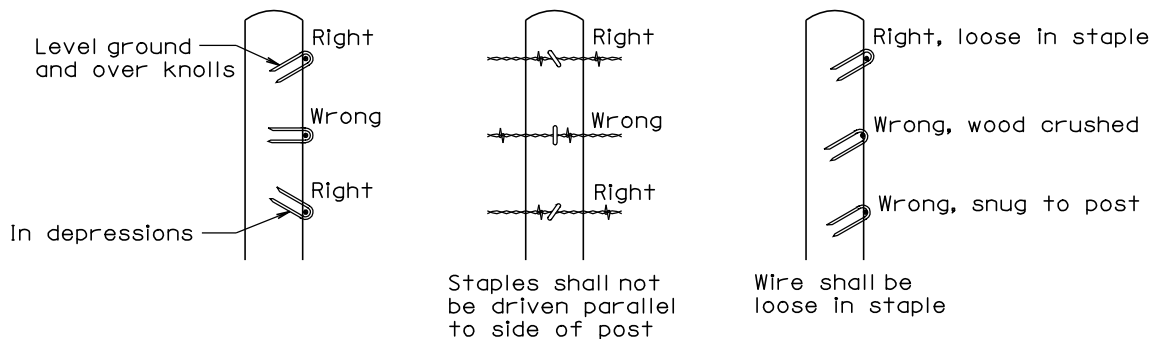 Level ground
and over knolls
Right
Wrong
Right
In depressions
Right
Wrong
Right
Staples shall not
be driven parallel
to side of post
Right, loose in staple
Wrong, wood crushed
Wrong, snug to post
Wire shall be
loose in staple